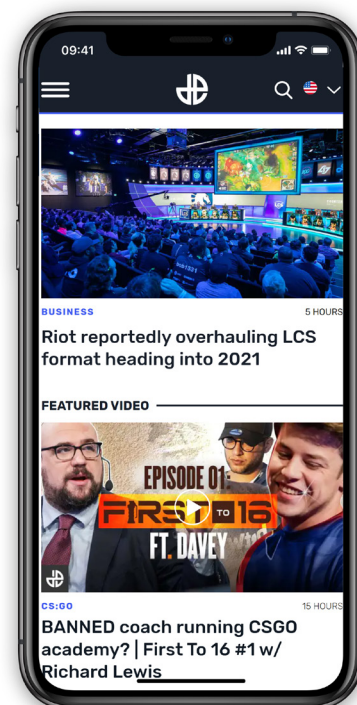 09:41
BUSINESS
5 HOURS
Riot reportedly overhauling LCS
format heading into 2021
FEATURED VIDEO
EPISODE 01:
FIRST TO 16
FT. DAVEY
CS:GO
15 HOURS
BANNED coach running CSGO
academy? | First To 16 #1 w/
Richard Lewis